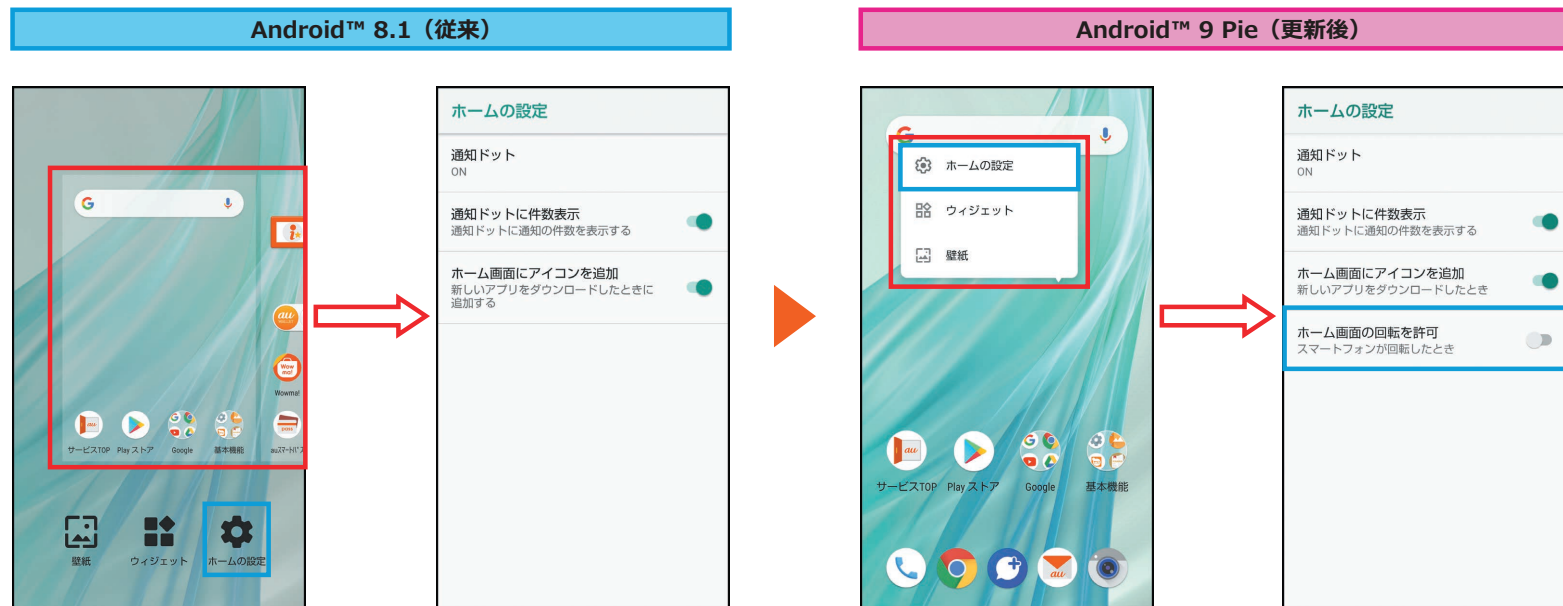 Android™ 8.1（従来）
Android™ 9 Pie（更新後）
G
i
au
WALLET
Wow
ma!
Wowma!
au
pass
サービスTOP
Play ストア
Google
基本機能
壁紙
ウィジェット
ホームの設定
ホームの設定
通知ドット
ON
通知ドットに件数表示
通知ドットに通知の件数を表示する
ホーム画面にアイコンを追加
新しいアプリをダウンロードしたときに
追加する
G
ホームの設定
ウィジェット
壁紙
au
サービスTOP
Play ストア
Google
基本機能
au
ホームの設定
通知ドット
ON
通知ドットに件数表示
通知ドットに通知の件数を表示する
ホーム画面にアイコンを追加
新しいアプリをダウンロードしたとき
ホーム画面の回転を許可
スマートフォンが回転したとき